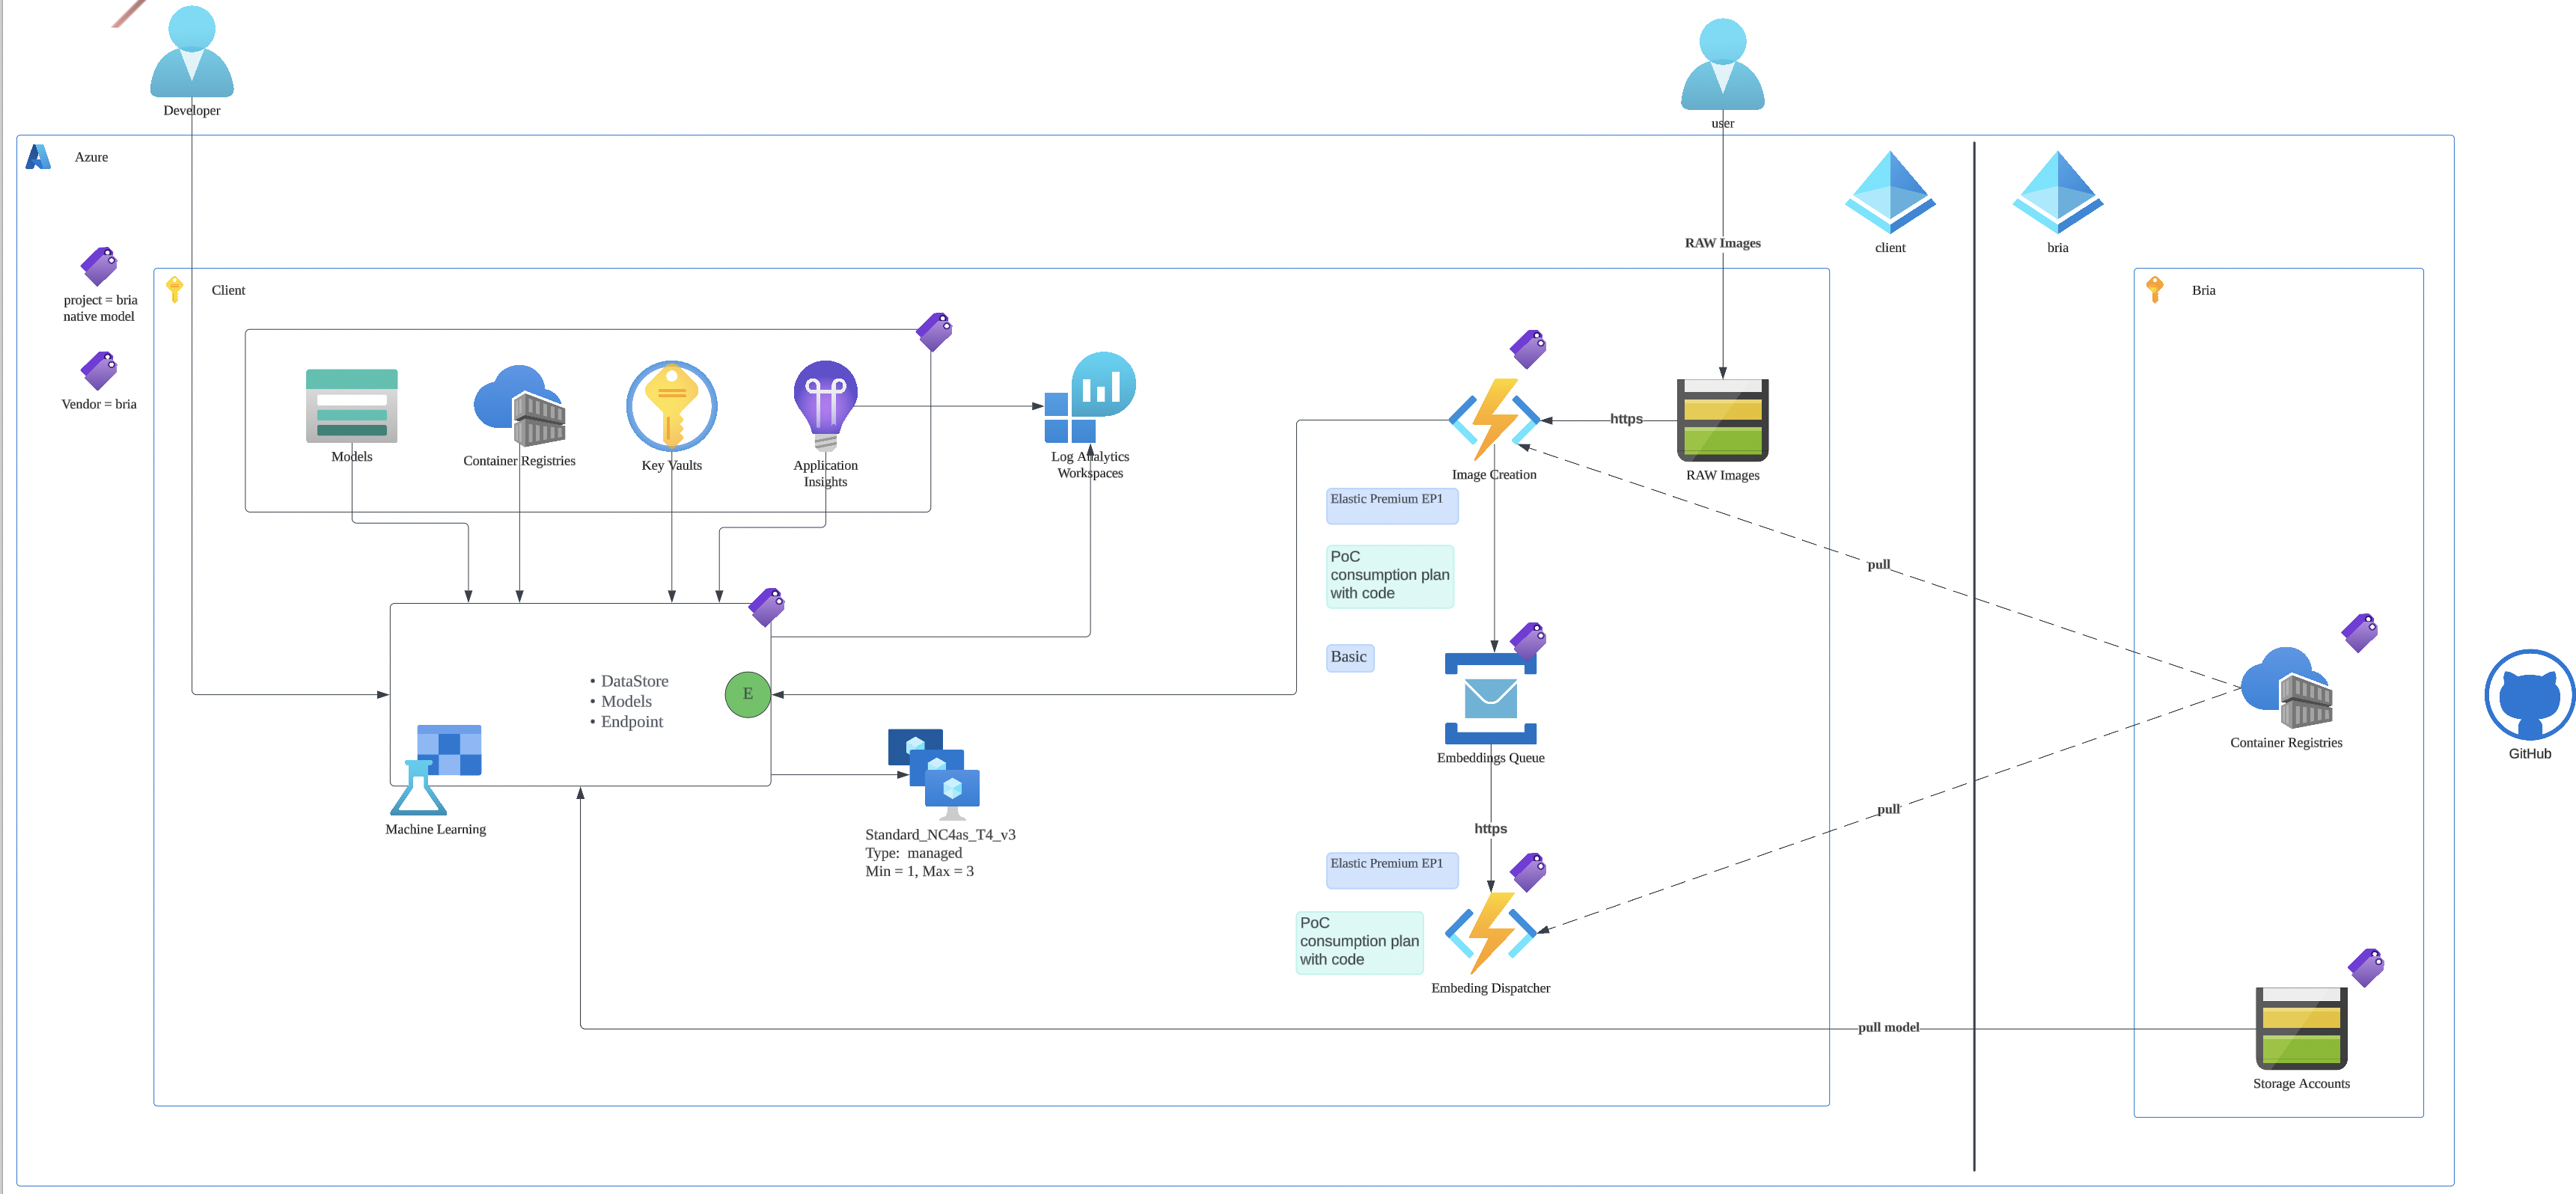 Developer
user
Azure
RAW Images
client
bria
project = bria
native model
Vendor = bria
Client
Bria
Models
Container Registries
Key Vaults
Application
Insights
Log Analytics
Workspaces
https
Image Creation
RAW Images
Elastic Premium EP1
PoC
consumption plan
with code
pull
Basic
• DataStore
• Models
• Endpoint
E
Embeddings Queue
Container Registries
GitHub
Machine Learning
Standard_NC4as_T4_v3
Type: managed
Min = 1, Max = 3
https
pull
Elastic Premium EP1
PoC
consumption plan
with code
Embeding Dispatcher
pull model
Storage Accounts